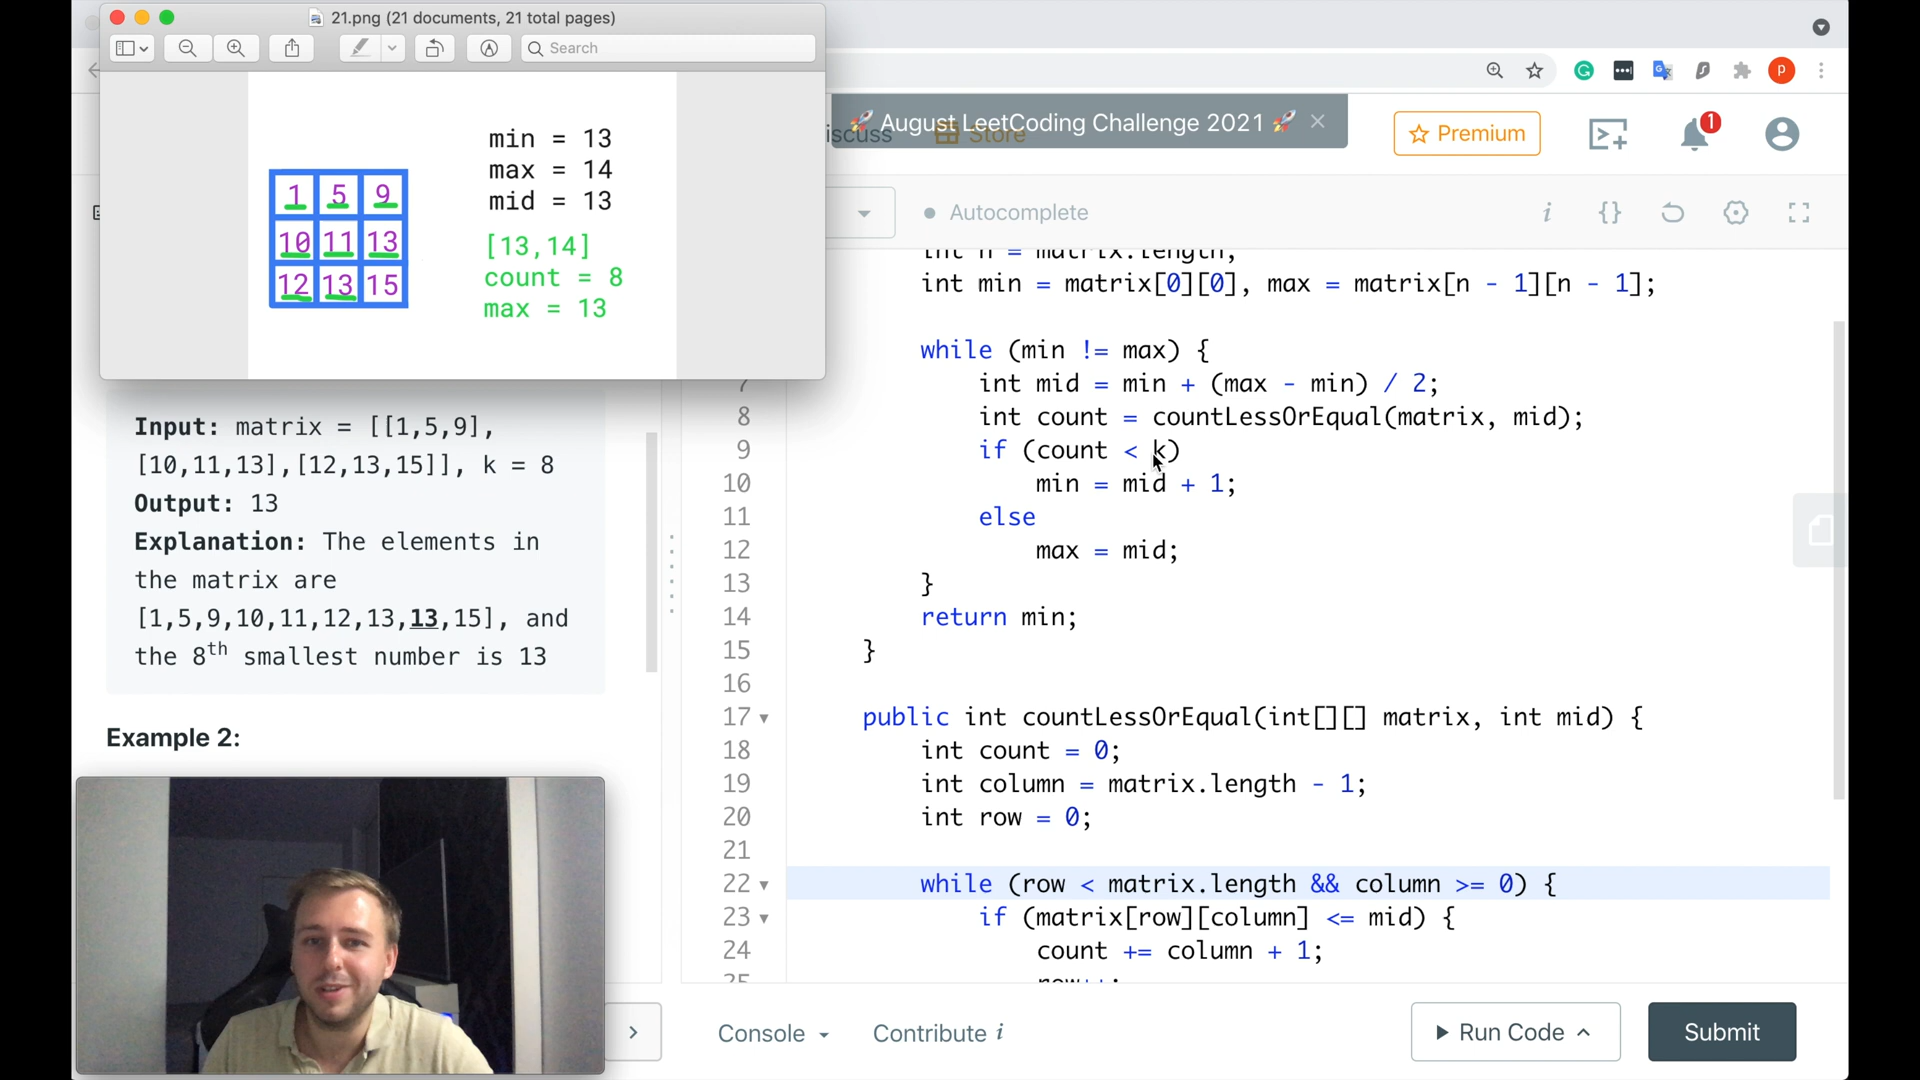 21.png (21 documents, 21 total pages)
Search
min = 13
max = 14
mid = 13
[13,14]
count = 8
max = 13
1 5 9
10 11 13
12 13 15
🚀 August LeetCoding Challenge 2021 🚀 ×
Store
Premium
1
P
Autocomplete
i {}
int n = matrix.length;
int min = matrix[0][0], max = matrix[n - 1][n - 1];
while (min != max) {
7 int mid = min + (max - min) / 2;
8 int count = countLessOrEqual(matrix, mid);
9 if (count < k)
10 min = mid + 1;
11 else
12 max = mid;
13 }
14 return min;
15 }
16
17 public int countLessOrEqual(int[][] matrix, int mid) {
18 int count = 0;
19 int column = matrix.length - 1;
20 int row = 0;
21
22 while (row < matrix.length && column >= 0) {
23 if (matrix[row][column] <= mid) {
24 count += column + 1;
25 row++;
Input: matrix = [[1,5,9],
[10,11,13],[12,13,15]], k = 8
Output: 13
Explanation: The elements in
the matrix are
[1,5,9,10,11,12,13,13,15], and
the 8th smallest number is 13
Example 2:
Console
Contribute i
Run Code
Submit